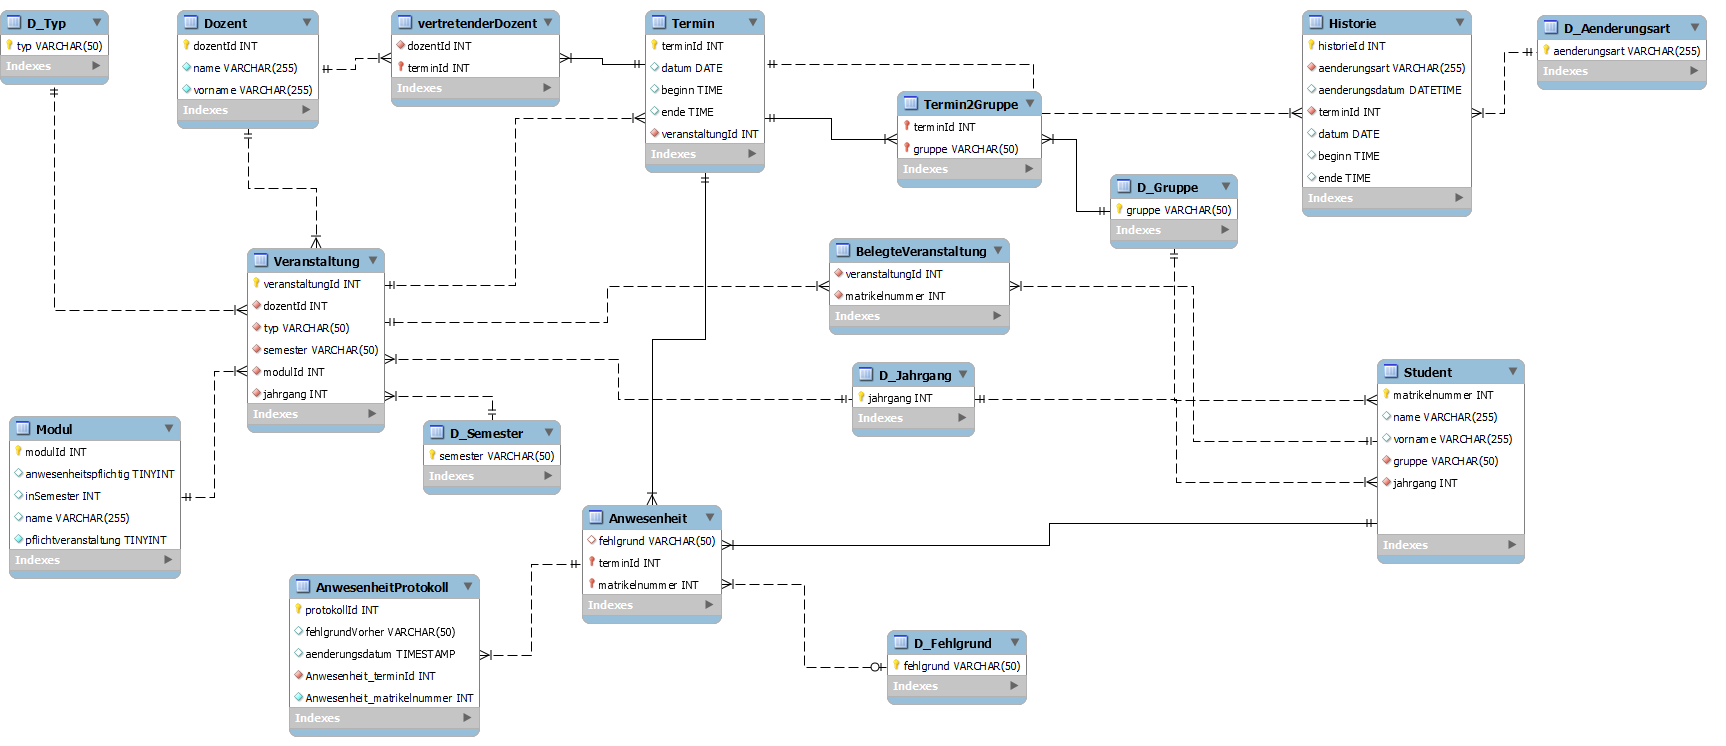 D_Typ
typ VARCHAR(50)
Indexes
Dozent
dozentId INT
name VARCHAR(255)
vorname VARCHAR(255)
Indexes
vertretenderDozent
dozentId INT
terminId INT
Indexes
Termin
terminId INT
datum DATE
beginn TIME
ende TIME
veranstaltungId INT
Indexes
Termin2Gruppe
terminId INT
gruppe VARCHAR(50)
Indexes
Historie
historieId INT
aenderungsart VARCHAR(255)
aenderungsdatum DATETIME
terminId INT
datum DATE
beginn TIME
ende TIME
Indexes
D_Aenderungsart
aenderungsart VARCHAR(255)
Indexes
D_Gruppe
gruppe VARCHAR(50)
Indexes
Veranstaltung
veranstaltungId INT
dozentId INT
typ VARCHAR(50)
semester VARCHAR(50)
modulId INT
jahrgang INT
Indexes
BelegteVeranstaltung
veranstaltungId INT
matrikelnummer INT
Indexes
D_Jahrgang
jahrgang INT
Indexes
Student
matrikelnummer INT
name VARCHAR(255)
vorname VARCHAR(255)
gruppe VARCHAR(50)
jahrgang INT
Indexes
Modul
modulId INT
anwesenheitspflichtig TINYINT
inSemester INT
name VARCHAR(255)
pflichtveranstaltung TINYINT
Indexes
D_Semester
semester VARCHAR(50)
Indexes
Anwesenheit
fehlgrund VARCHAR(50)
terminId INT
matrikelnummer INT
Indexes
AnwesenheitProtokoll
protokollId INT
fehlgrundVorher VARCHAR(50)
aenderungsdatum TIMESTAMP
Anwesenheit_terminId INT
Anwesenheit_matrikelnummer INT
Indexes
D_Fehlgrund
fehlgrund VARCHAR(50)
Indexes